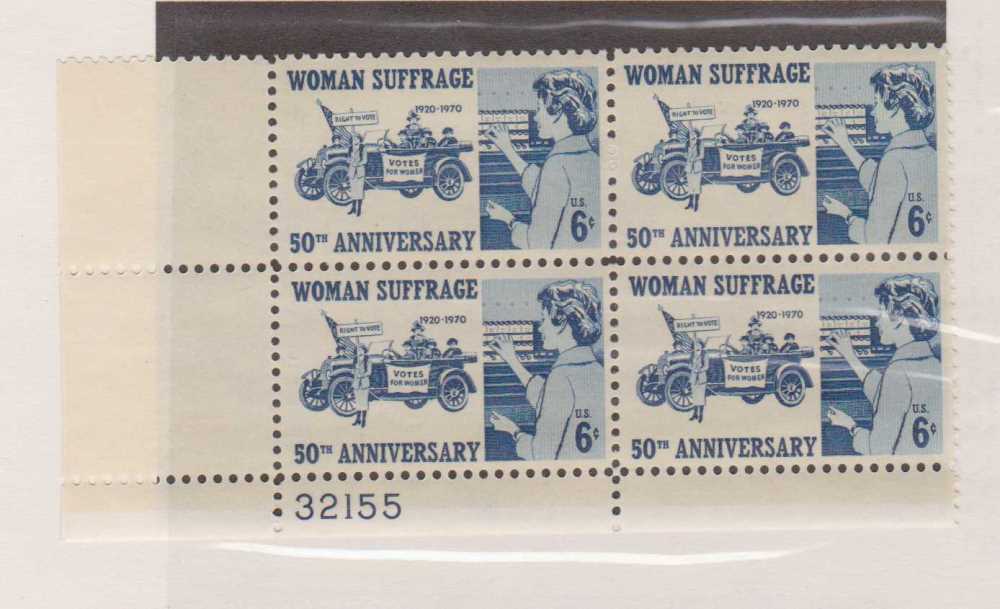 WOMAN SUFFRAGE
1920-1970
RIGHT TO VOTE
VOTES
FOR WOMEN
U.S.
6¢
50TH ANNIVERSARY
WOMAN SUFFRAGE
1920-1970
RIGHT TO VOTE
VOTES
FOR WOMEN
U.S.
6¢
50TH ANNIVERSARY
WOMAN SUFFRAGE
1920-1970
RIGHT TO VOTE
VOTES
FOR WOMEN
U.S.
6¢
50TH ANNIVERSARY
WOMAN SUFFRAGE
1920-1970
RIGHT TO VOTE
VOTES
FOR WOMEN
U.S.
6¢
50TH ANNIVERSARY
32155